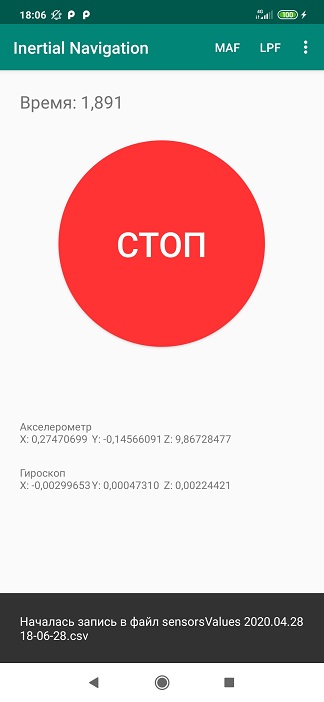 18:06 4G 100
Inertial Navigation MAF LPF
Время: 1,891
СТОП
Акселерометр
X: 0,27470699 Y: -0,14566091 Z: 9,86728477
Гироскоп
X: -0,00299653 Y: 0,00047310 Z: 0,00224421
Началась запись в файл sensorsValues 2020.04.28
18-06-28.csv